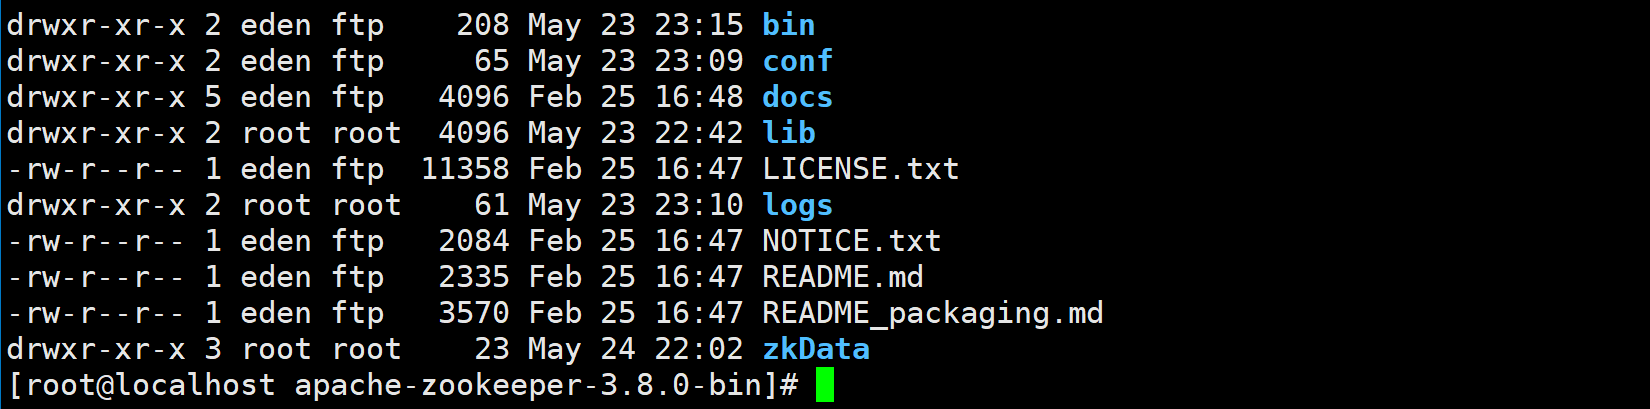 drwxr-xr-x 2 eden ftp    208 May 23 23:15 bin
drwxr-xr-x 2 eden ftp     65 May 23 23:09 conf
drwxr-xr-x 5 eden ftp   4096 Feb 25 16:48 docs
drwxr-xr-x 2 root root  4096 May 23 22:42 lib
-rw-r--r-- 1 eden ftp  11358 Feb 25 16:47 LICENSE.txt
drwxr-xr-x 2 root root    61 May 23 23:10 logs
-rw-r--r-- 1 eden ftp   2084 Feb 25 16:47 NOTICE.txt
-rw-r--r-- 1 eden ftp   2335 Feb 25 16:47 README.md
-rw-r--r-- 1 eden ftp   3570 Feb 25 16:47 README_packaging.md
drwxr-xr-x 3 root root    23 May 24 22:02 zkData
[root@localhost apache-zookeeper-3.8.0-bin]#